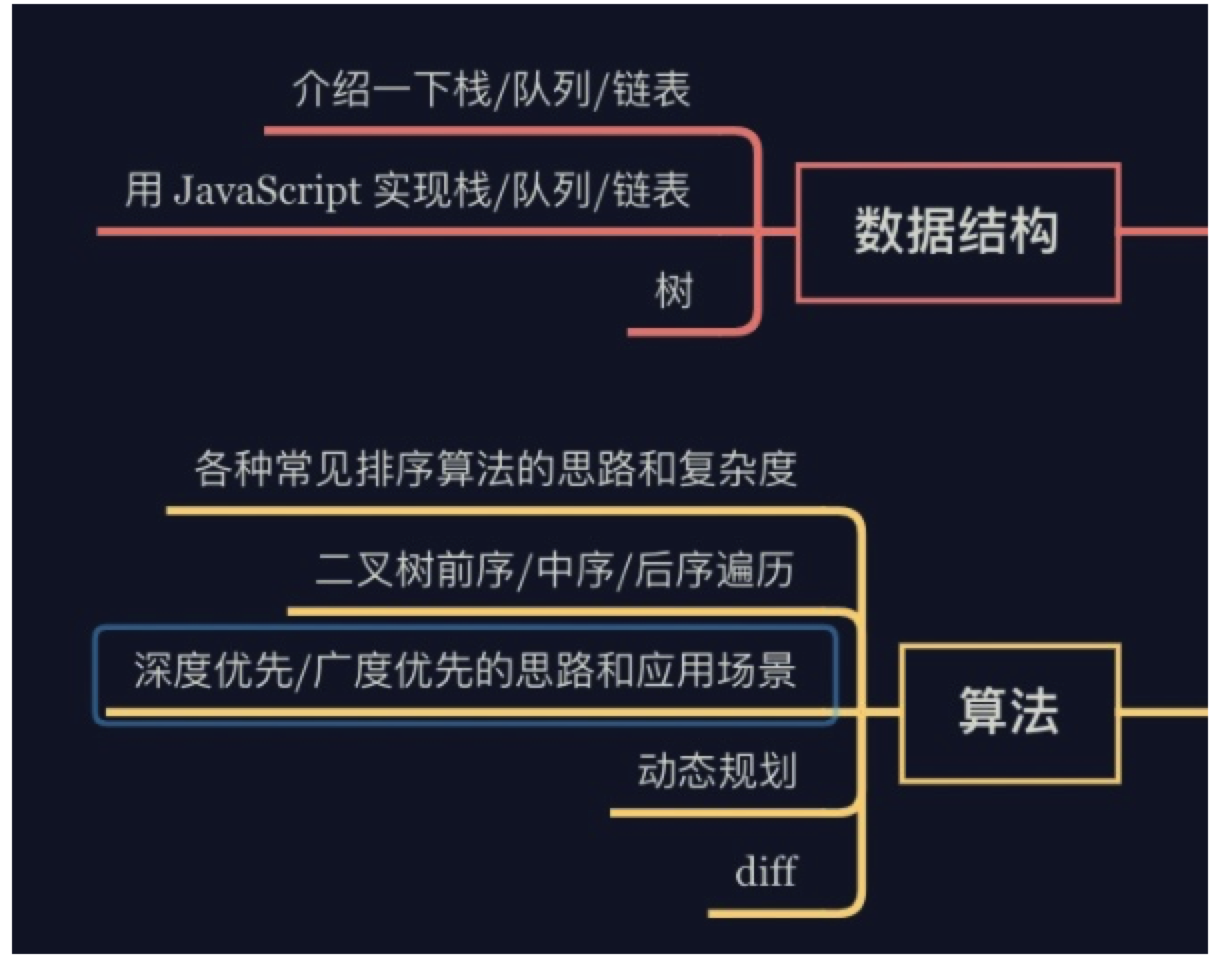 介绍一下栈/队列/链表
用 JavaScript 实现栈/队列/链表
数据结构
树
各种常见排序算法的思路和复杂度
二叉树前序/中序/后序遍历
深度优先/广度优先的思路和应用场景
算法
动态规划
diff